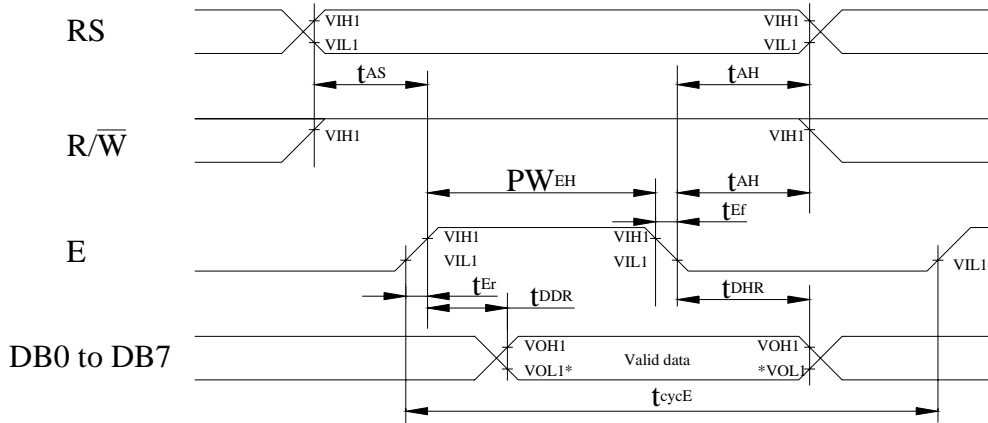 RS
VIH1
VIL1
VIH1
VIL1
tAS
tAH
R/W̅
VIH1
VIH1
PWEH
tAH
tEf
E
VIH1
VIL1
VIH1
VIL1
VIL1
tEr
tDDR
tDHR
DB0 to DB7
VOH1
VOL1*
Valid data
VOH1
*VOL1
tcycE